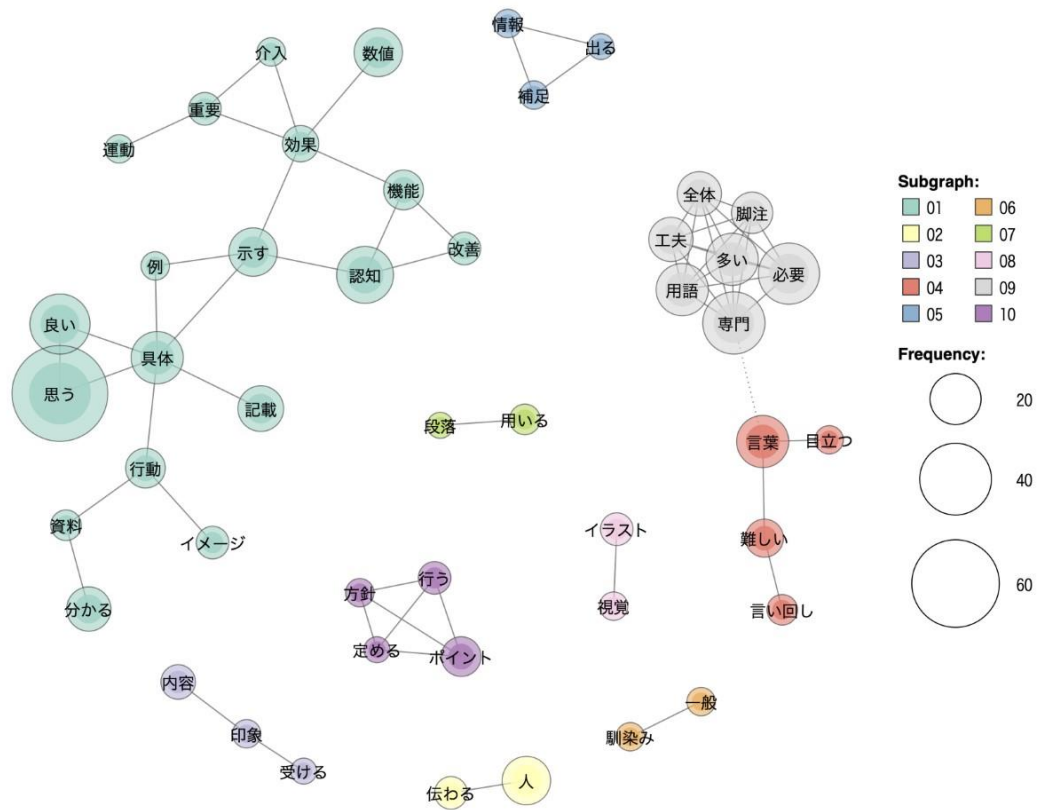 情報
出る
補足
介入
数値
重要
運動
効果
機能
改善
示す
認知
例
良い
具体
思う
記載
行動
資料
イメージ
分かる
全体
脚注
工夫
多い
必要
用語
専門
言葉
目立つ
難しい
言い回し
段落
用いる
イラスト
視覚
方針
行う
定める
ポイント
内容
印象
受ける
一般
馴染み
伝わる
人
Subgraph:
01 06
02 07
03 08
04 09
05 10
Frequency:
20
40
60